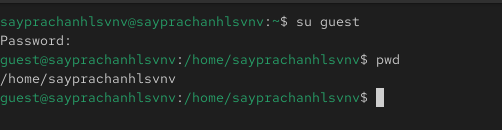 sayprachanhlsvnv@sayprachanhlsvnv:~$ su guest
Password:
guest@sayprachanhlsvnv:/home/sayprachanhlsvnv$ pwd
/home/sayprachanhlsvnv
guest@sayprachanhlsvnv:/home/sayprachanhlsvnv$